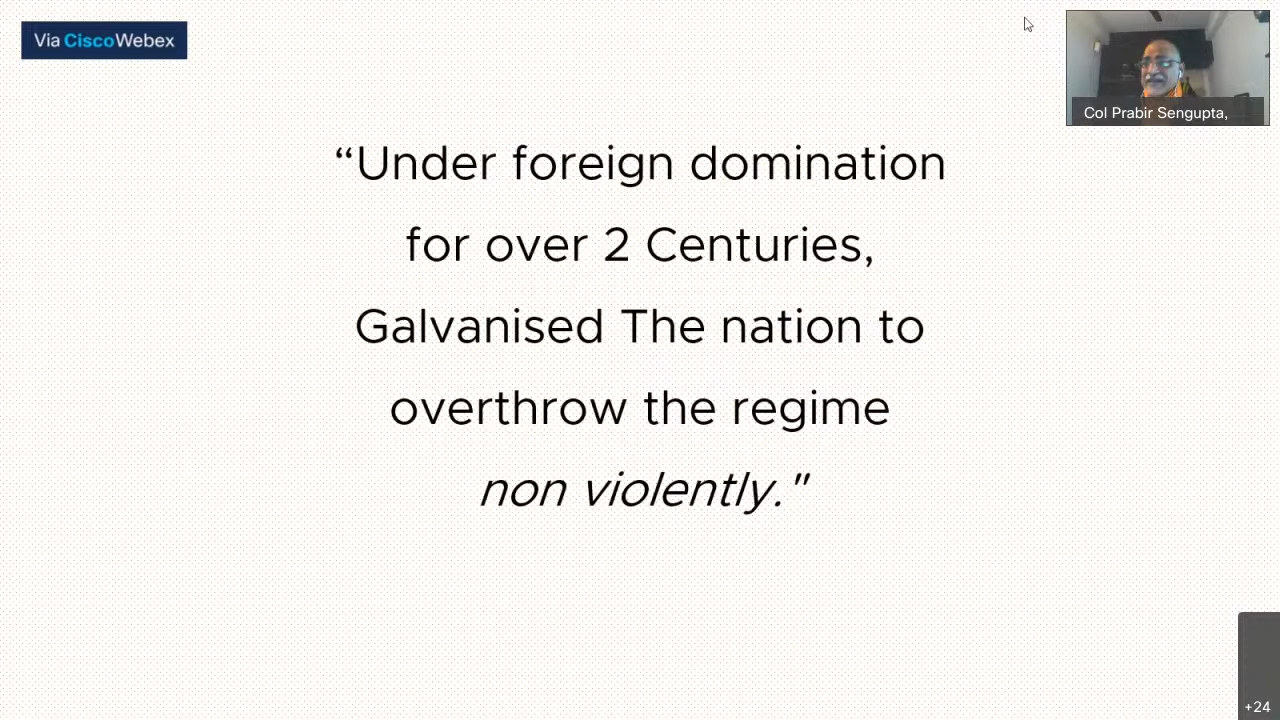 Via CiscoWebex
Col Prabir Sengupta,
“Under foreign domination
for over 2 Centuries,
Galvanised The nation to
overthrow the regime
non violently."
+24